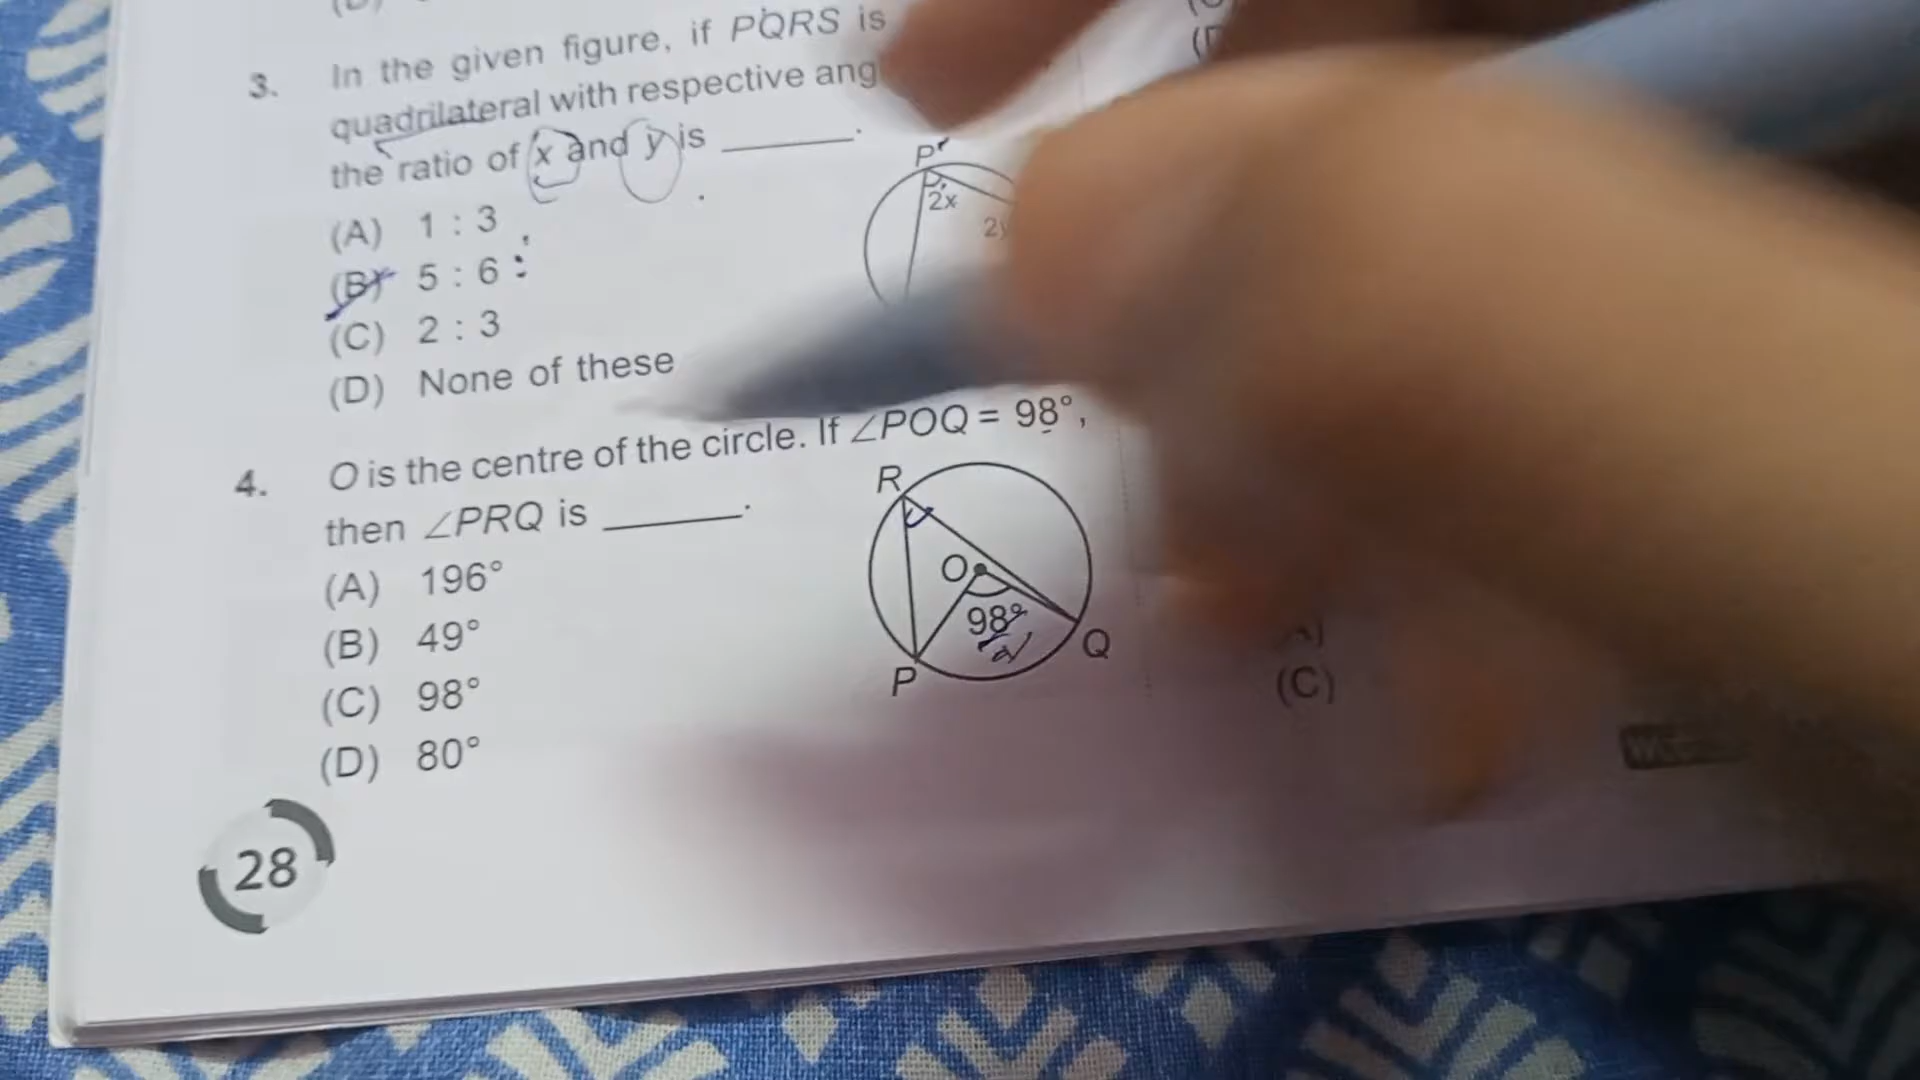 3. In the given figure, if PQRS is
quadrilateral with respective ang
the ratio of x and y is ______.
(A) 1 : 3
(B) 5 : 6
(C) 2 : 3
(D) None of these
P
2x
4. O is the centre of the circle. If ∠POQ = 98°,
then ∠PRQ is ______.
(A) 196°
(B) 49°
(C) 98°
(D) 80°
R
O
98°
P
Q
(C)
28